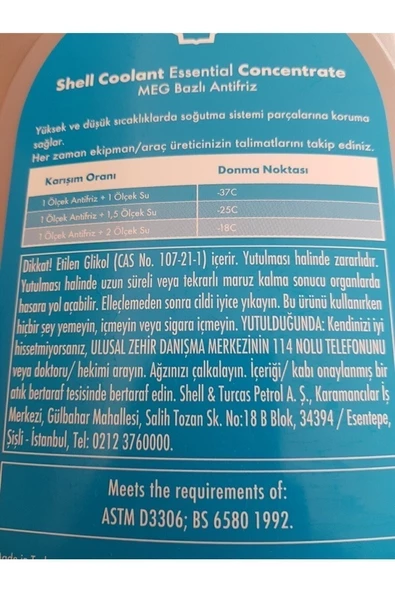 Shell Coolant Essential Concentrate
MEG Bazlı Antifriz
Yüksek ve düşük sıcaklıklarda soğutma sistemi parçalarına koruma
sağlar.
Her zaman ekipman/araç üreticinizin talimatlarını takip ediniz.
Karışım Oranı Donma Noktası
1 Ölçek Antifriz + 1 Ölçek Su -37C
1 Ölçek Antifriz + 1,5 Ölçek Su -25C
1 Ölçek Antifriz + 2 Ölçek Su -18C
Dikkat! Etilen Glikol (CAS No. 107-21-1) içerir. Yutulması halinde zararlıdır.
Yutulması halinde uzun süreli veya tekrarlı maruz kalma sonucu organlarda
hasara yol açabilir. Elleçlemeden sonra cildi iyice yıkayın. Bu ürünü kullanırken
hiçbir şey yemeyin, içmeyin veya sigara içmeyin. YUTULDUĞUNDA: Kendinizi iyi
hissetmiyorsanız, ULUSAL ZEHİR DANIŞMA MERKEZİNİN 114 NOLU TELEFONUNU
veya doktoru/ hekimi arayın. Ağzınızı çalkalayın. İçeriği/ kabı onaylanmış bir
atık bertaraf tesisinde bertaraf edin. Shell & Turcas Petrol A. Ş., Karamancılar İş
Merkezi, Gülbahar Mahallesi, Salih Tozan Sk. No:18 B Blok, 34394 / Esentepe,
Şişli - İstanbul, Tel: 0212 3760000.
Meets the requirements of:
ASTM D3306; BS 6580 1992.